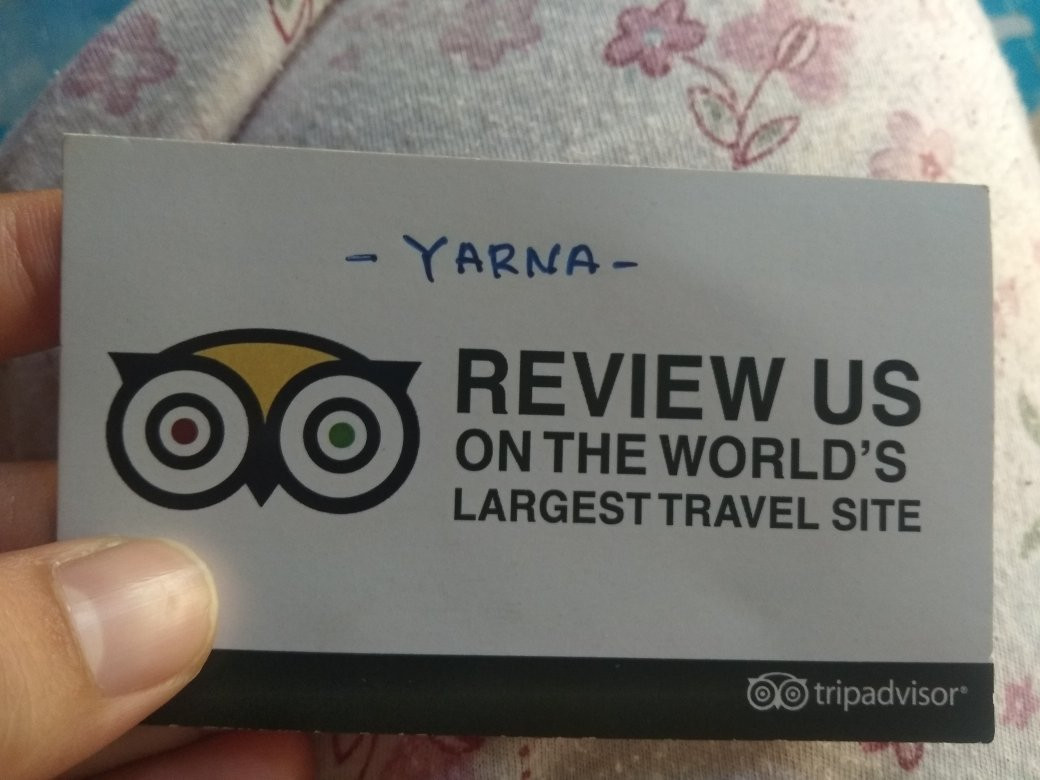 - YARNA -
REVIEW US
ON THE WORLD'S
LARGEST TRAVEL SITE
tripadvisor®